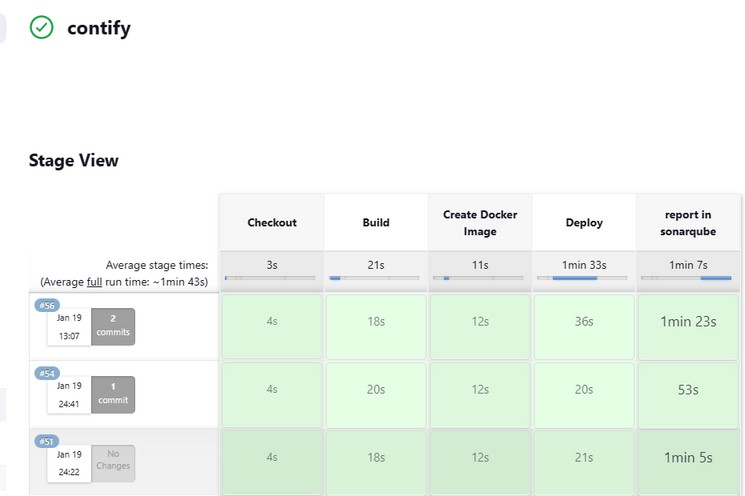 contify
Stage View
Checkout
Build
Create Docker
Image
Deploy
report in
sonarqube
Average stage times:
(Average full run time: ~1min 43s)
3s
21s
11s
1min 33s
1min 7s
#56
Jan 19
13:07
2
commits
4s
18s
12s
36s
1min 23s
#54
Jan 19
24:41
1
commit
4s
20s
12s
20s
53s
#51
Jan 19
24:22
No
Changes
4s
18s
12s
21s
1min 5s